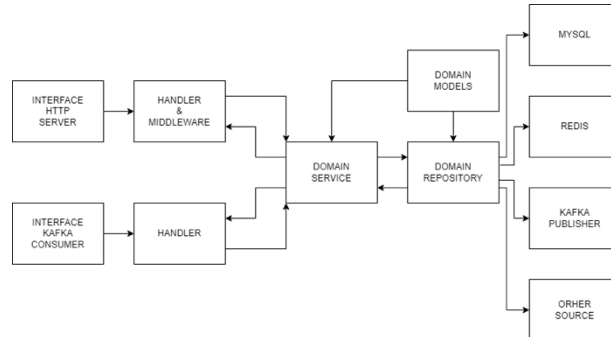 MYSQL
DOMAIN
MODELS
INTERFACE
HTTP
SERVER
HANDLER
&
MIDDLEWARE
REDIS
DOMAIN
SERVICE
DOMAIN
REPOSITORY
KAFKA
PUBLISHER
INTERFACE
KAFKA
CONSUMER
HANDLER
ORHER
SOURCE